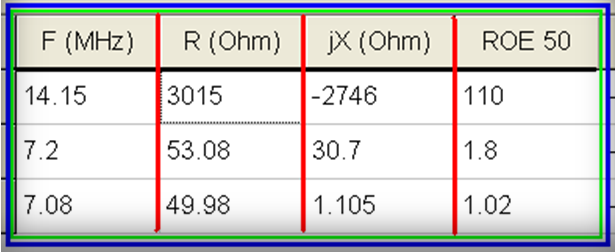 F (MHz) R (Ohm) jX (Ohm) ROE 50
14.15 3015 -2746 110
7.2 53.08 30.7 1.8
7.08 49.98 1.105 1.02